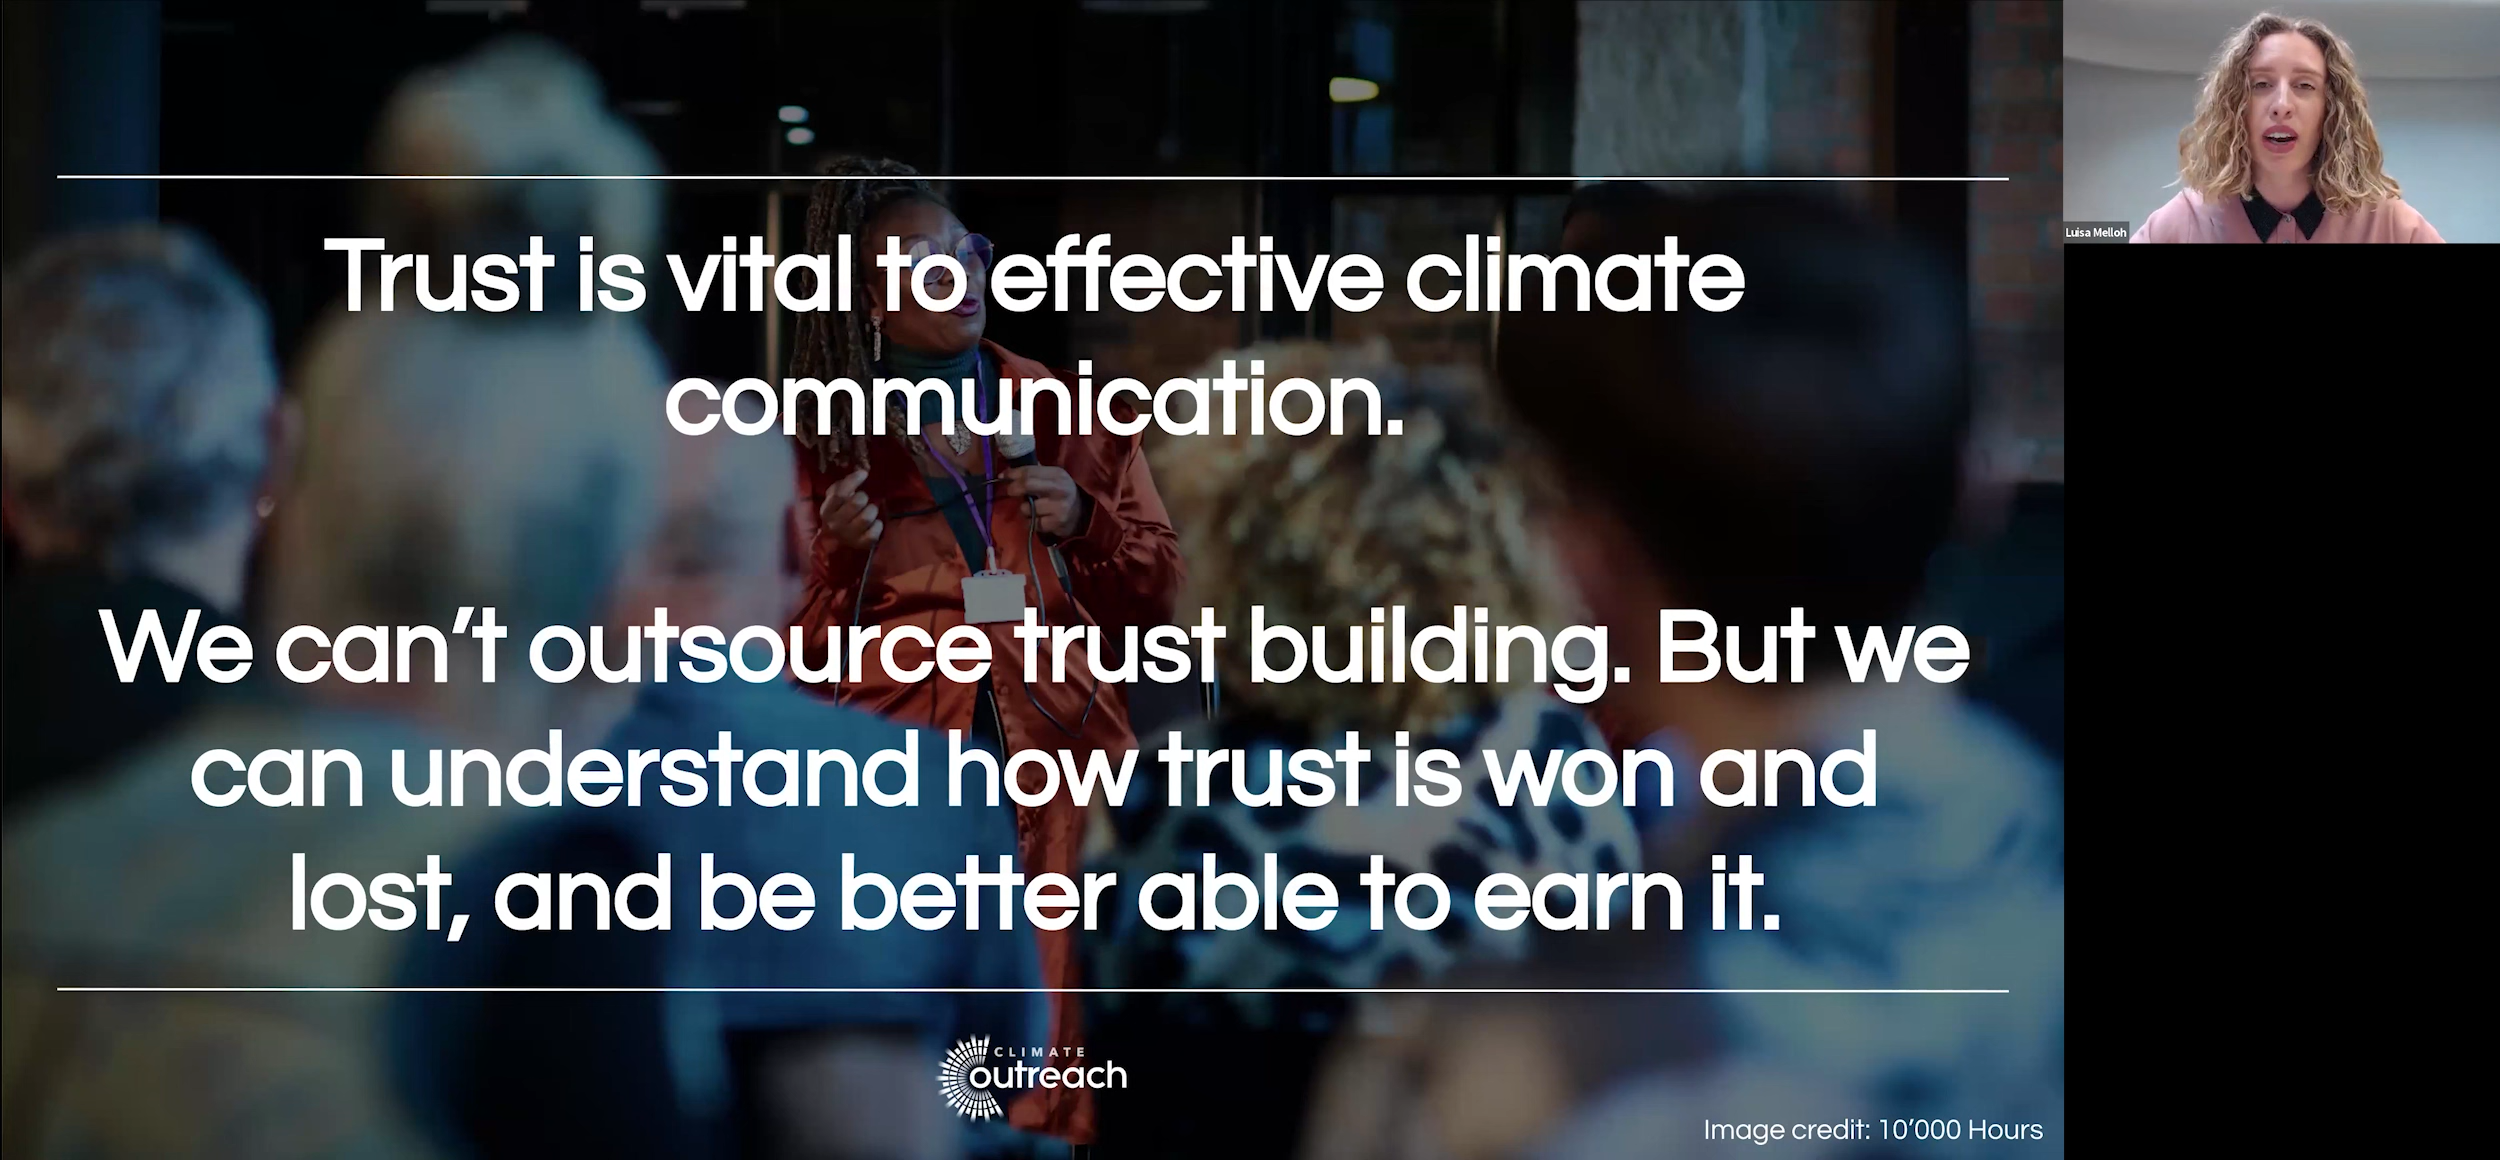 Trust is vital to effective climate
communication.
We can't outsource trust building. But we
can understand how trust is won and
lost, and be better able to earn it.
CLIMATE
outreach
Image credit: 10'000 Hours
Luisa Melloh